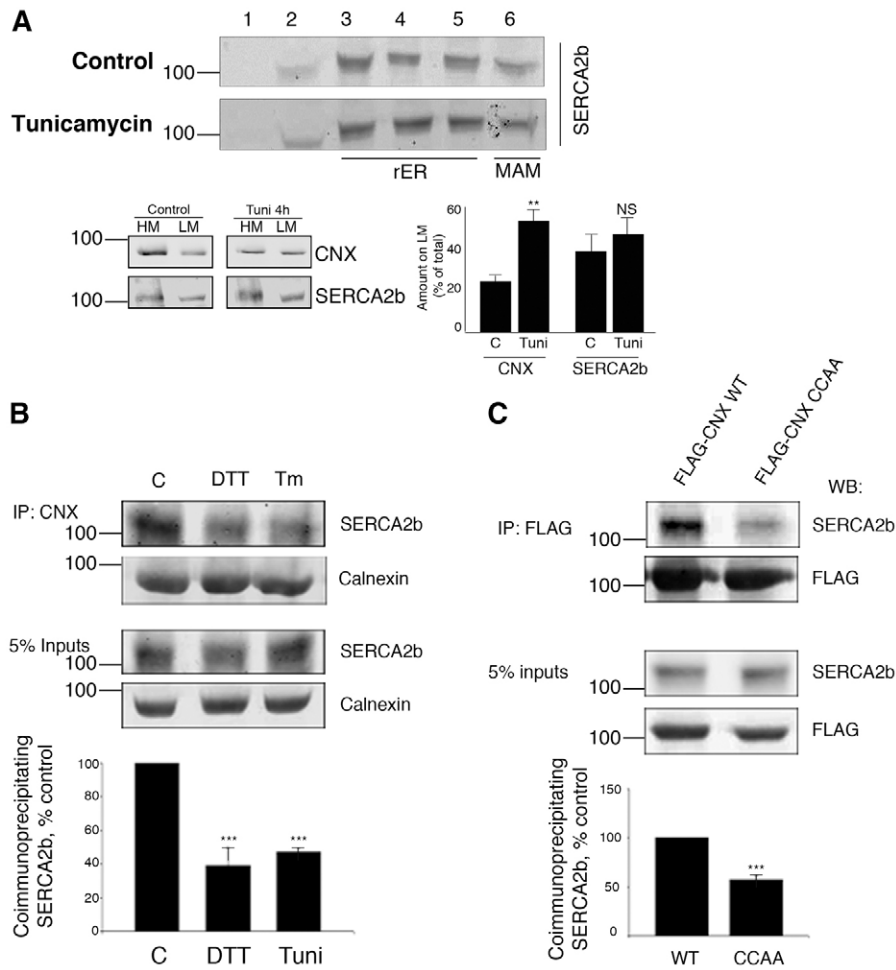 A
1 2 3 4 5 6
Control
100
SERCA2b
Tunicamycin
100
rER MAM
Control Tuni 4h
HM LM HM LM
100
CNX
100
SERCA2b
Amount on LM
(% of total)
60
40
20
0
** NS
C Tuni C Tuni
CNX SERCA2b
B
C DTT Tm
IP: CNX
100
SERCA2b
100
Calnexin
5% Inputs
100
SERCA2b
100
Calnexin
Coimmunoprecipitating
SERCA2b, % control
100
80
60
40
20
0
*** ***
C DTT Tuni
C
FLAG-CNX WT
FLAG-CNX CCAA
WB:
IP: FLAG
100
SERCA2b
100
FLAG
5% inputs
100
SERCA2b
100
FLAG
Coimmunoprecipitating
SERCA2b, % control
150
100
50
0
***
WT CCAA